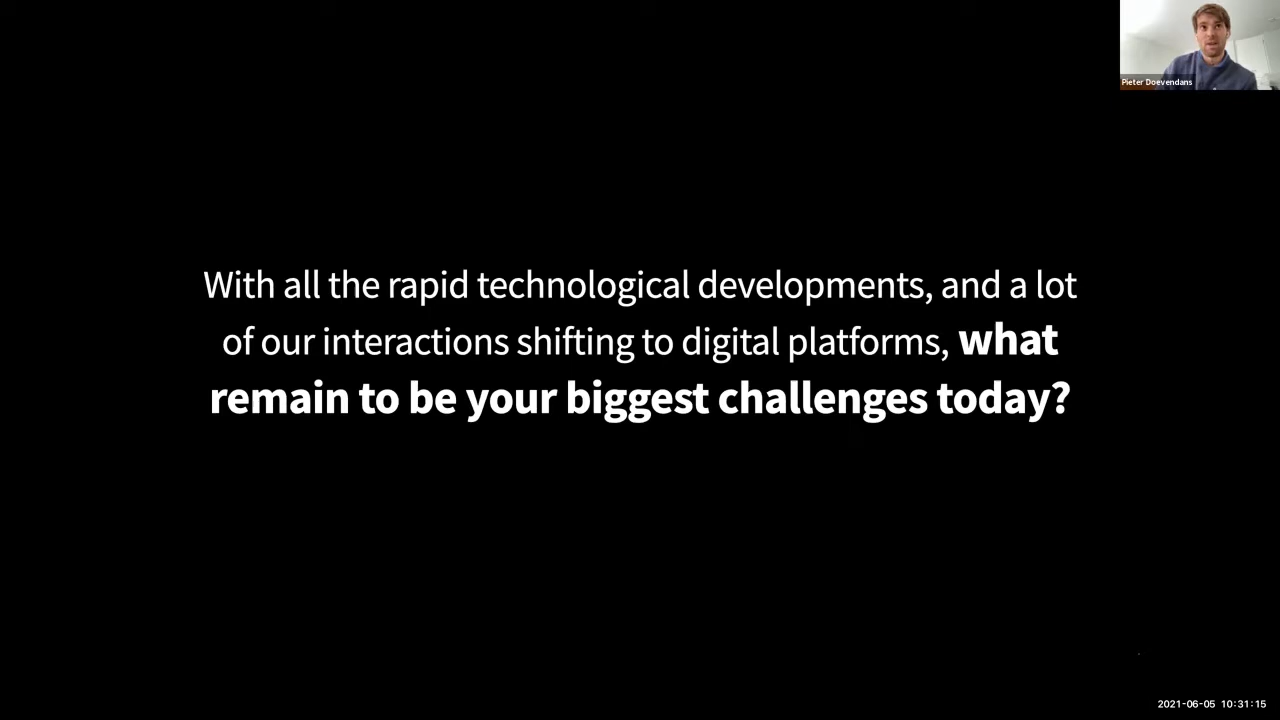 Pieter Doevendans
With all the rapid technological developments, and a lot
of our interactions shifting to digital platforms, what
remain to be your biggest challenges today?
2021-06-05 10:31:15